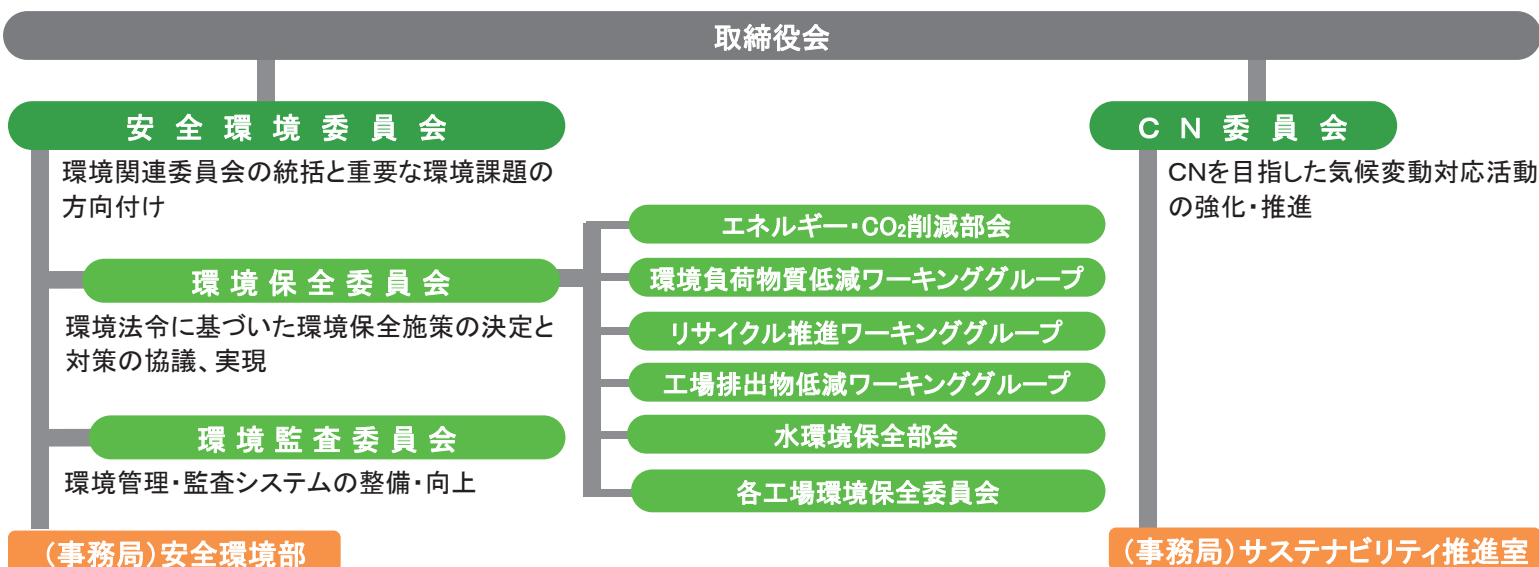 取締役会
安全環境委員会
環境関連委員会の統括と重要な環境課題の
方向付け
環境保全委員会
環境法令に基づいた環境保全施策の決定と
対策の協議、実現
環境監査委員会
環境管理・監査システムの整備・向上
(事務局)安全環境部
エネルギー・CO₂削減部会
環境負荷物質低減ワーキンググループ
リサイクル推進ワーキンググループ
工場排出物低減ワーキンググループ
水環境保全部会
各工場環境保全委員会
CN委員会
CNを目指した気候変動対応活動
の強化・推進
(事務局)サステナビリティ推進室